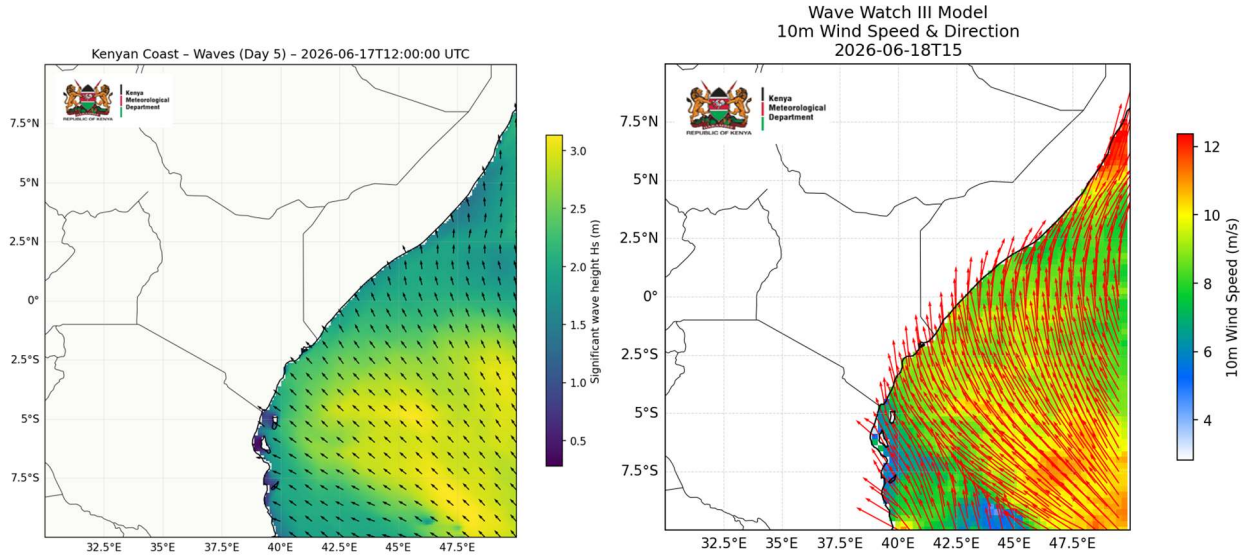 Kenyan Coast – Waves (Day 5) – 2026-06-17T12:00:00 UTC
Kenya
Meteorological
Department
REPUBLIC OF KENYA
7.5°N
5°N
2.5°N
0°
2.5°S
5°S
7.5°S
32.5°E 35°E 37.5°E 40°E 42.5°E 45°E 47.5°E
3.0
2.5
2.0
1.5
1.0
0.5
Significant wave height Hs (m)
Wave Watch III Model
10m Wind Speed & Direction
2026-06-18T15
Kenya
Meteorological
Department
REPUBLIC OF KENYA
7.5°N
5°N
2.5°N
0°
2.5°S
5°S
7.5°S
32.5°E 35°E 37.5°E 40°E 42.5°E 45°E 47.5°E
12
10
8
6
4
10m Wind Speed (m/s)